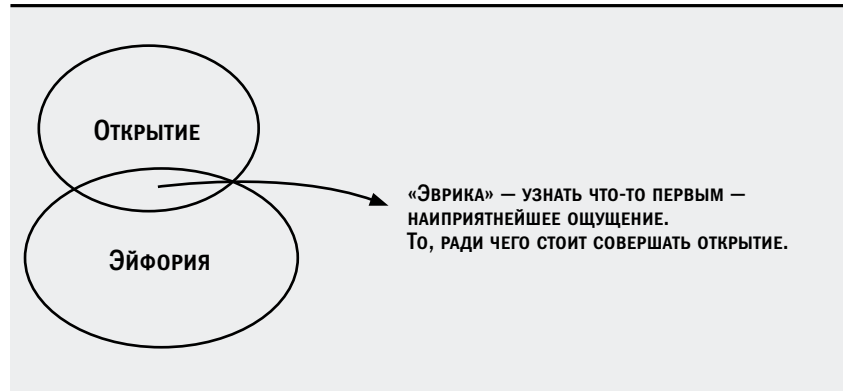 Открытие
Эйфория
«Эврика» — узнать что-то первым —
наиприятнейшее ощущение.
То, ради чего стоит совершать открытие.